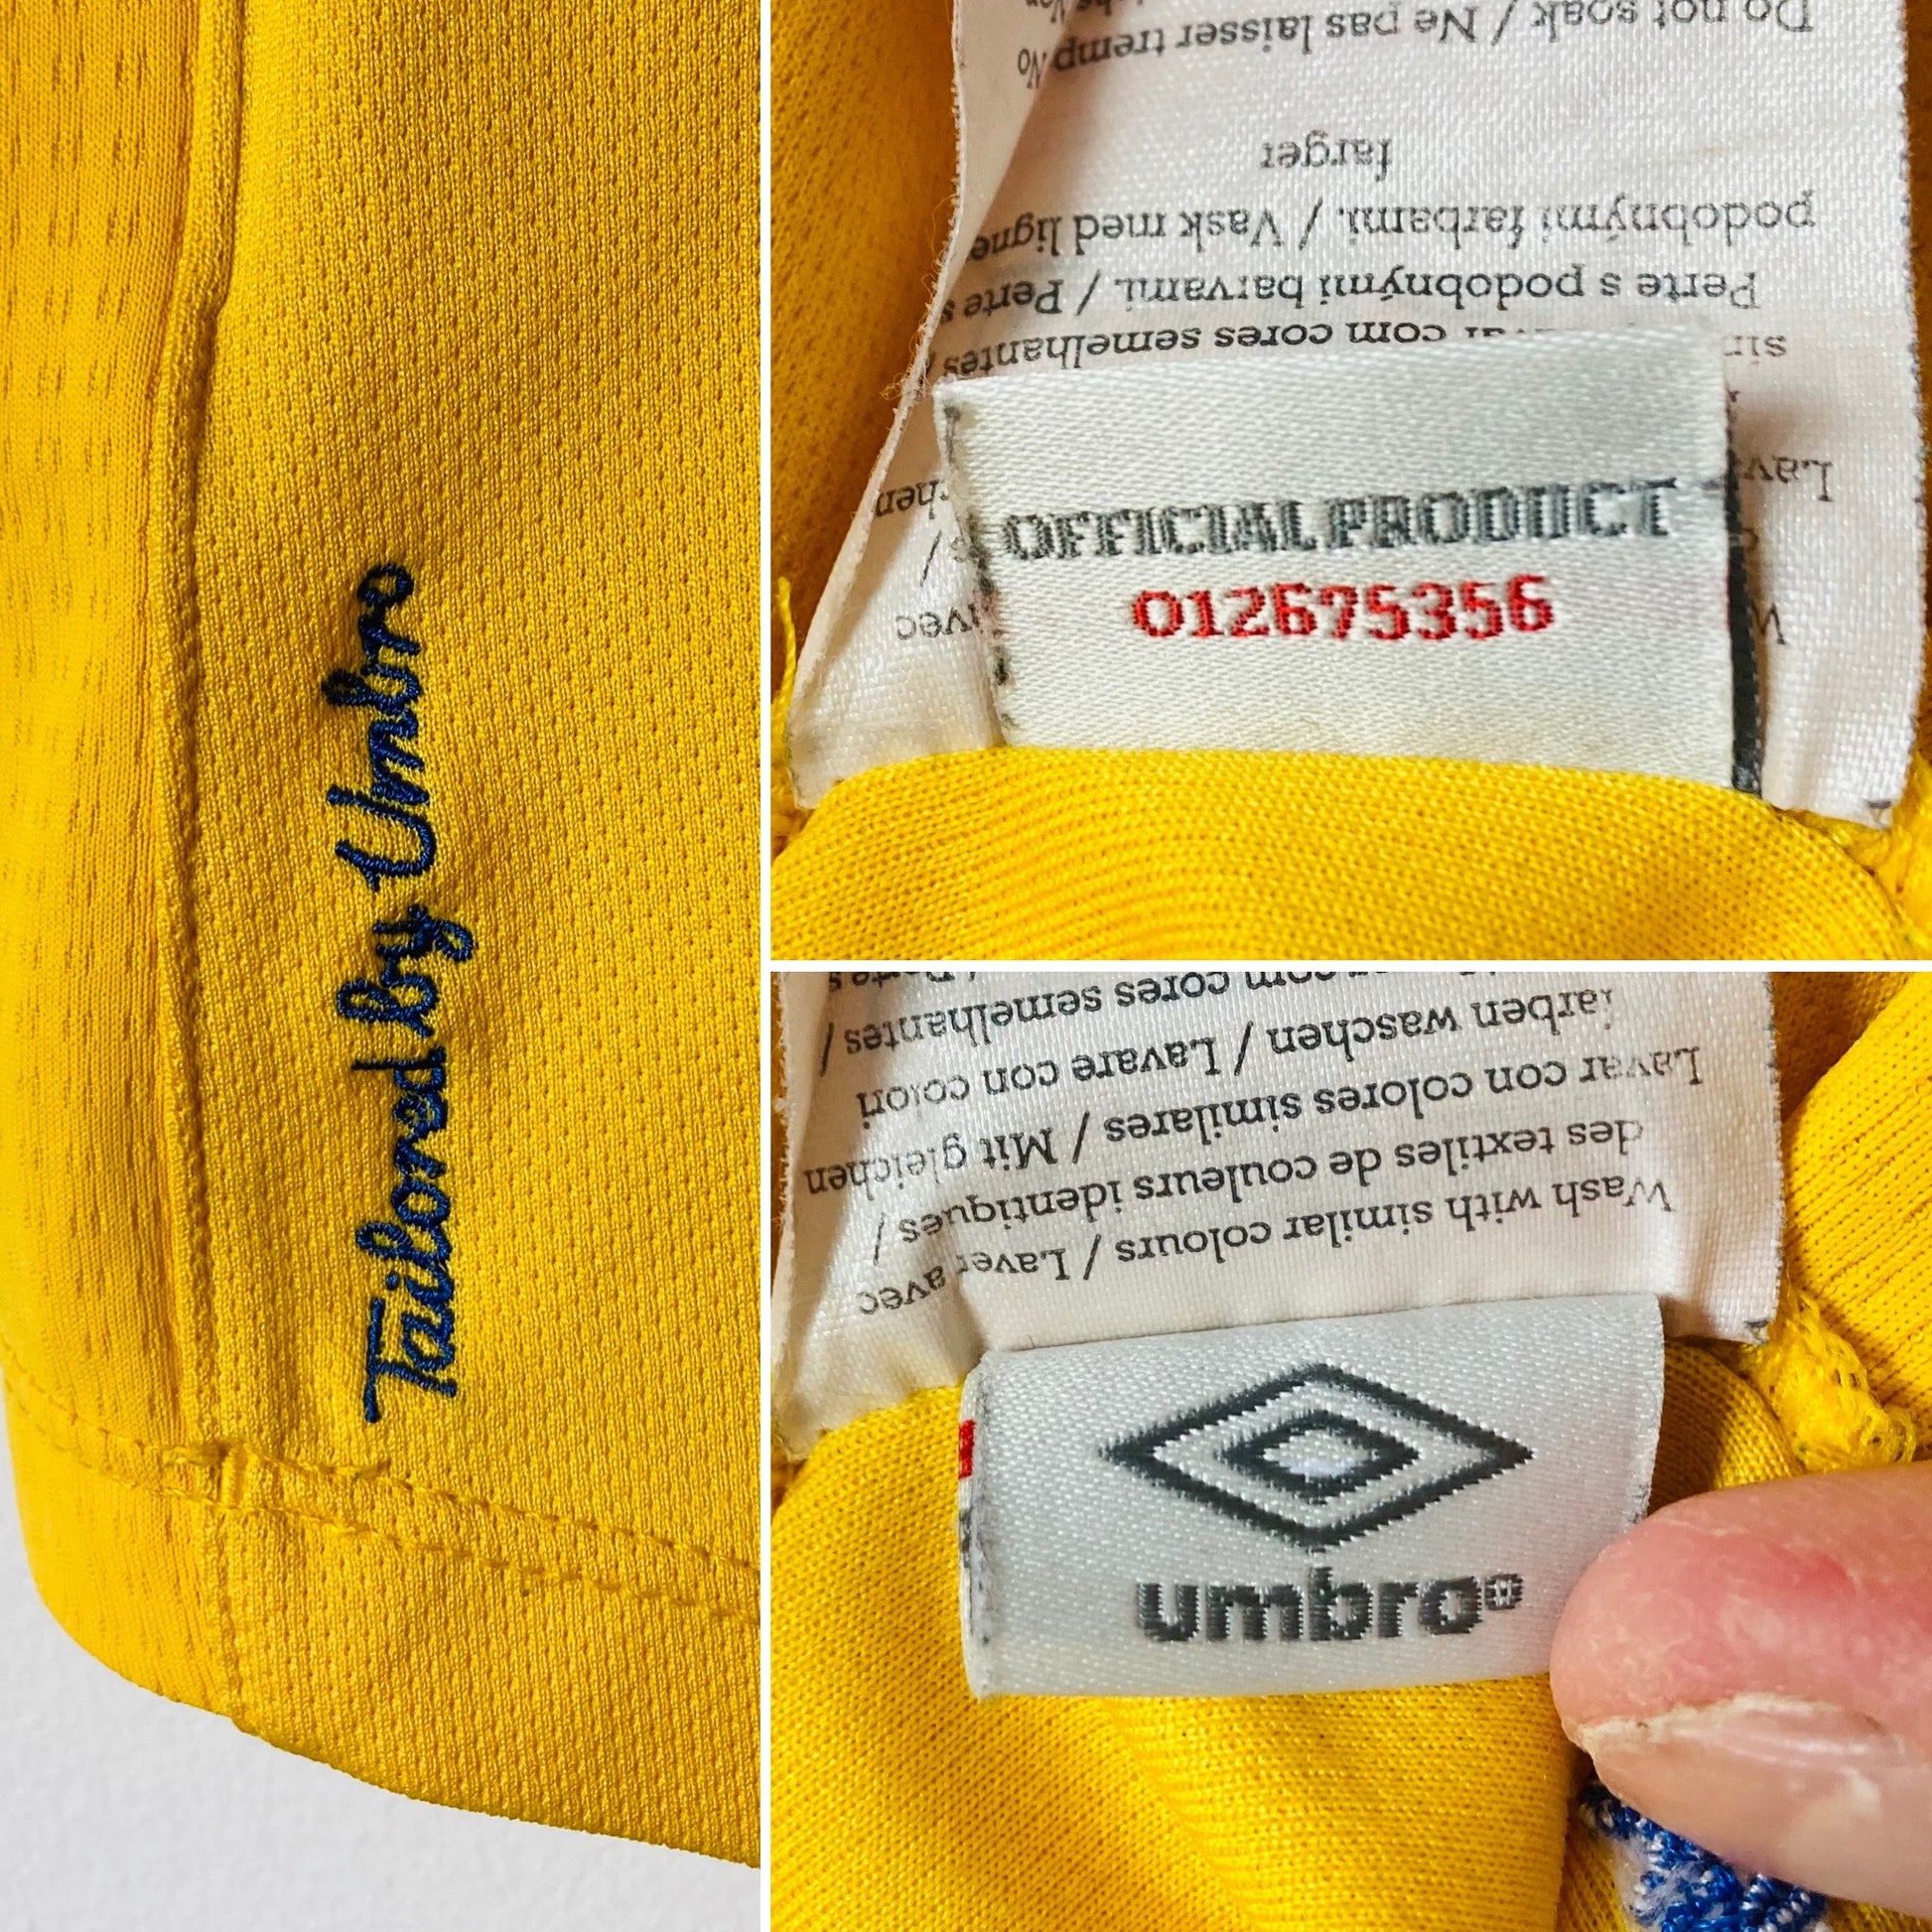 Tailored by Umbro
Do not soak / Ne pas laisser tremp
farger
podobnými farbami. / Vask med ligne
Perte s podobnými barvami. / Perte s
com cores semelhantes /
OFFICIAL PRODUCT
012675356
avec
com cores semelhantes /
farben waschen / Lavare con colori
Lavar con colores similares / Mit gleichen
des textiles de couleurs identiques /
Wash with similar colours / Laver avec
umbro®